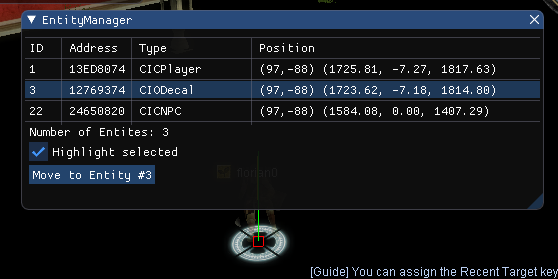 EntityManager
ID Address Type Position
1 13ED8074 CICPlayer (97,-88) (1725.81, -7.27, 1817.63)
3 12769374 CIODecal (97,-88) (1723.62, -7.18, 1814.80)
22 24650820 CICNPC (97,-88) (1584.08, 0.00, 1407.29)
Number of Entites: 3
Highlight selected
Move to Entity #3
florian0
[Guide] You can assign the Recent Target key